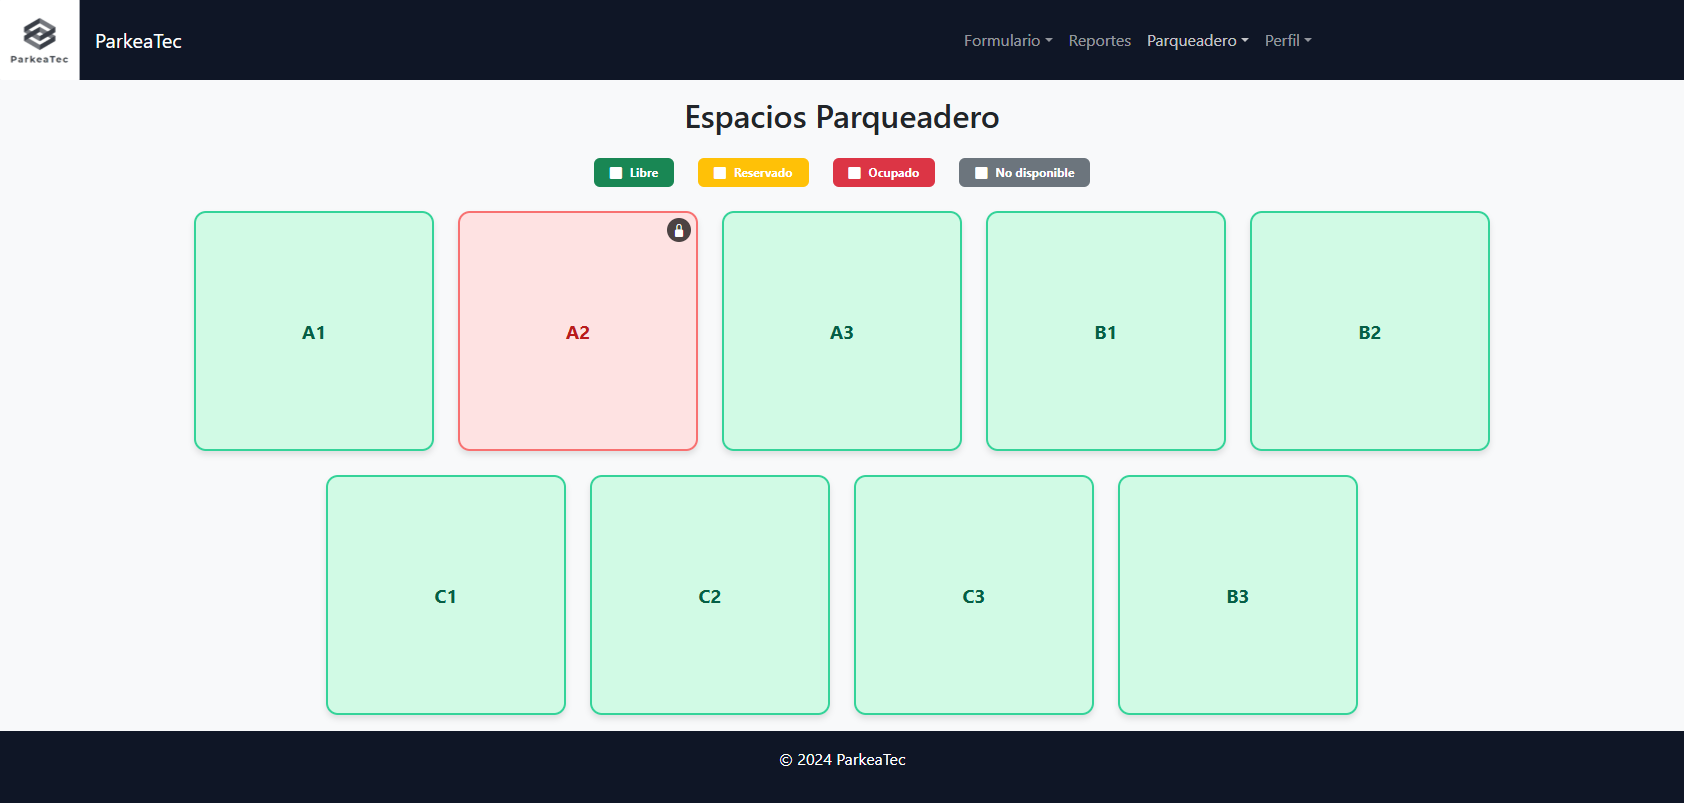 ParkeaTec
ParkeaTec
Formulario Reportes Parqueadero Perfil
Espacios Parqueadero
Libre Reservado Ocupado No disponible
A1 A2 A3 B1 B2
C1 C2 C3 B3
© 2024 ParkeaTec